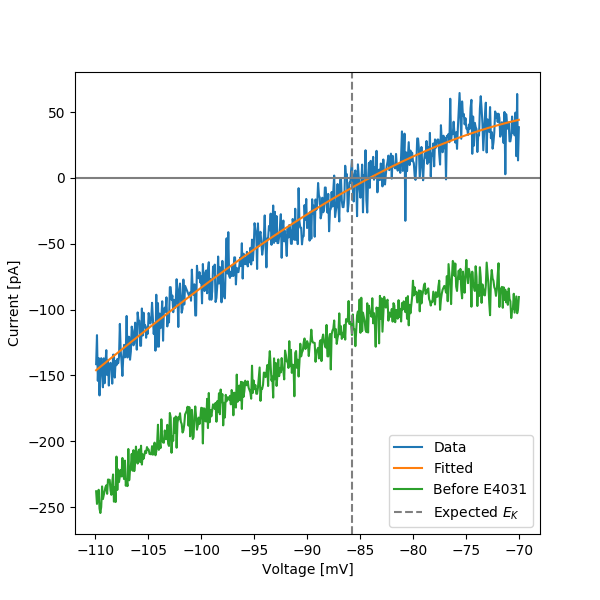 50
0
−50
−100
−150
−200
−250
Current [pA]
Data
Fitted
Before E4031
Expected E_K
−110 −105 −100 −95 −90 −85 −80 −75 −70
Voltage [mV]